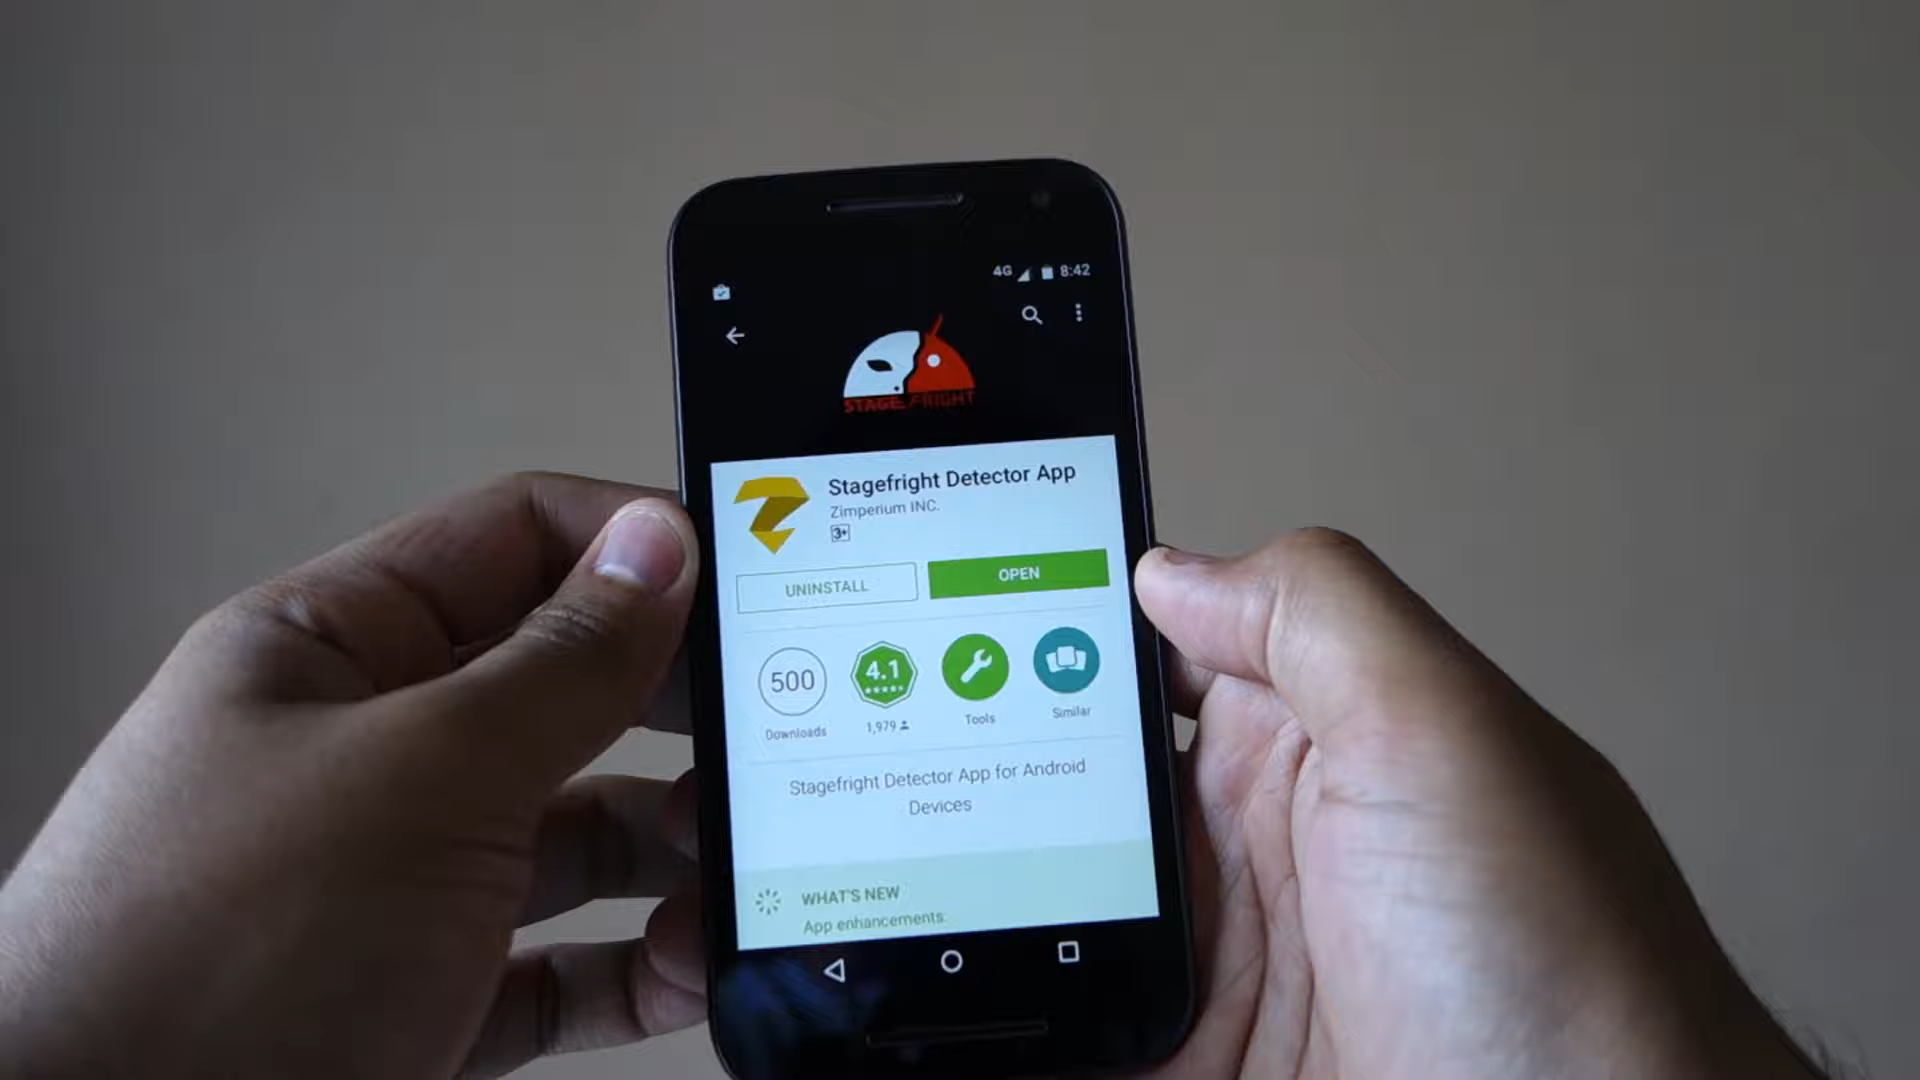 4G 8:42
STAGEFRIGHT
Stagefright Detector App
Zimperium INC.
3+
UNINSTALL
OPEN
500
4.1
Downloads
1,979
Tools
Similar
Stagefright Detector App for Android
Devices
WHAT'S NEW
App enhancements: